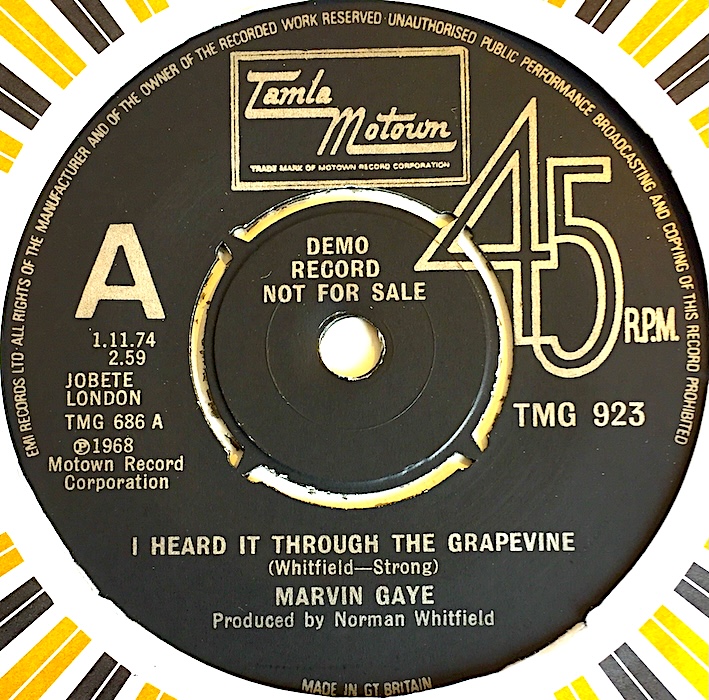 EMI RECORDS LTD·ALL RIGHTS OF THE MANUFACTURER AND OF THE OWNER OF THE RECORDED WORK RESERVED·UNAUTHORISED PUBLIC PERFORMANCE BROADCASTING AND COPYING OF THIS RECORD PROHIBITED
Tamla
Motown
TRADE MARK OF MOTOWN RECORD CORPORATION
45
R.P.M.
A
DEMO
RECORD
NOT FOR SALE
1.11.74
2.59
JOBETE
LONDON
TMG 686 A
℗1968
Motown Record
Corporation
TMG 923
I HEARD IT THROUGH THE GRAPEVINE
(Whitfield—Strong)
MARVIN GAYE
Produced by Norman Whitfield
MADE IN GT BRITAIN